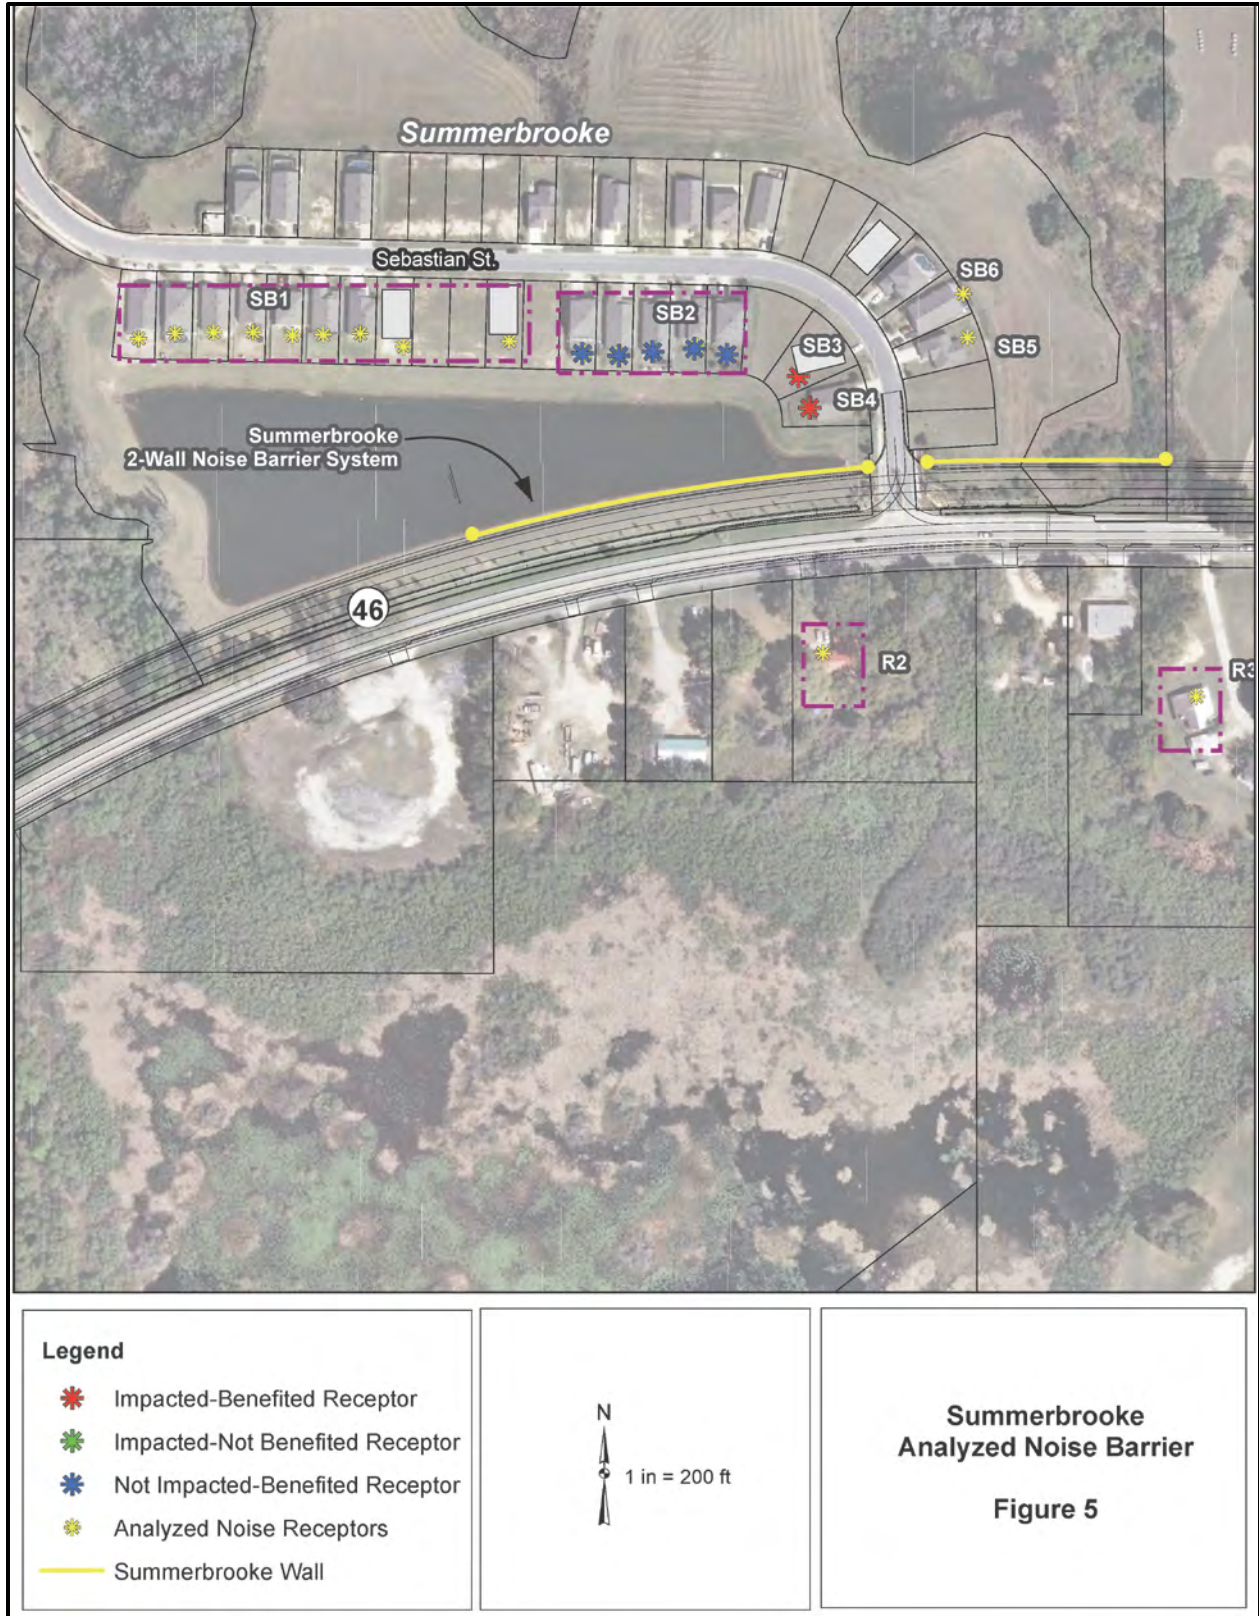 Summerbrooke
Sebastian St.
SB1
SB2
SB3
SB4
SB5
SB6
Summerbrooke
2-Wall Noise Barrier System
46
R2
R3
Legend
Impacted-Benefited Receptor
Impacted-Not Benefited Receptor
Not Impacted-Benefited Receptor
Analyzed Noise Receptors
Summerbrooke Wall
N
1 in = 200 ft
Summerbrooke
Analyzed Noise Barrier
Figure 5